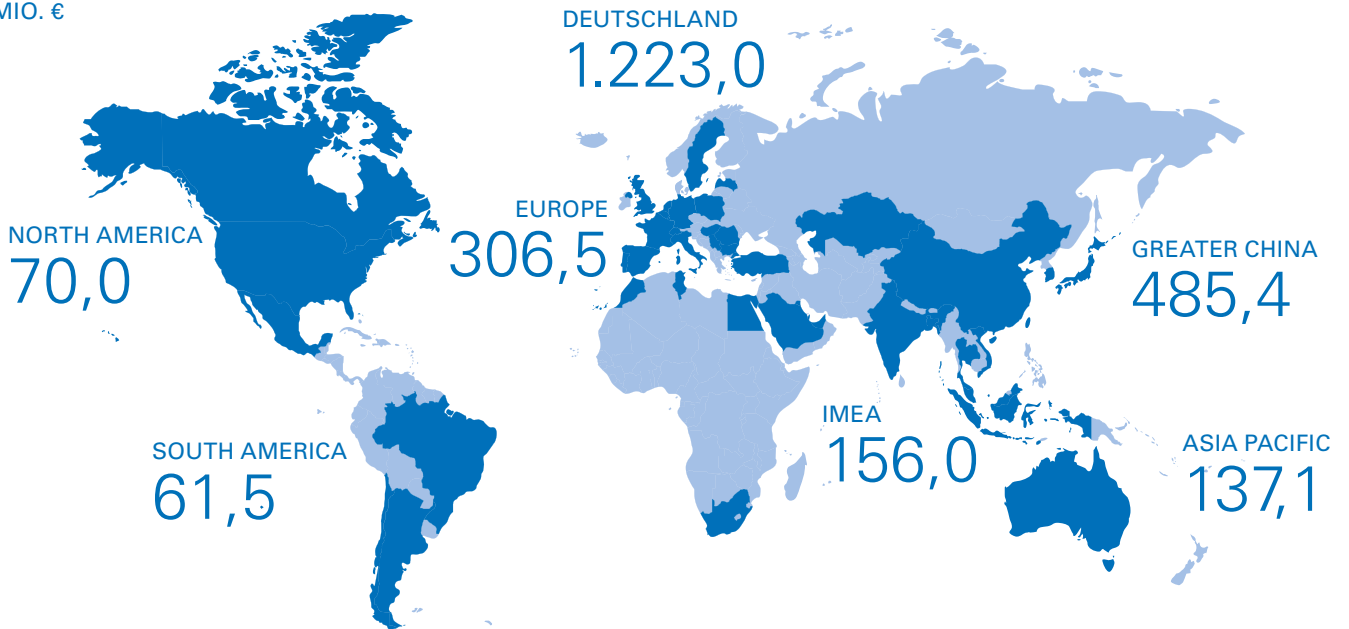 MIO. €
DEUTSCHLAND
1.223,0
EUROPE
306,5
NORTH AMERICA
70,0
GREATER CHINA
485,4
SOUTH AMERICA
61,5
IMEA
156,0
ASIA PACIFIC
137,1